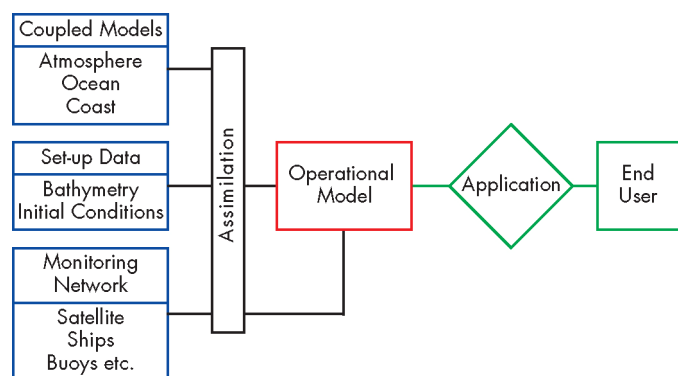 Coupled Models
Atmosphere
Ocean
Coast
Set-up Data
Bathymetry
Initial Conditions
Monitoring
Network
Satellite
Ships
Buoys etc.
Assimilation
Operational
Model
Application
End
User